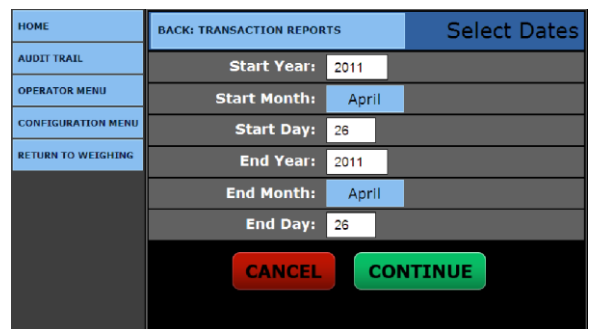 HOME
AUDIT TRAIL
OPERATOR MENU
CONFIGURATION MENU
RETURN TO WEIGHING
BACK: TRANSACTION REPORTS
Select Dates
Start Year: 2011
Start Month: April
Start Day: 26
End Year: 2011
End Month: April
End Day: 26
CANCEL
CONTINUE